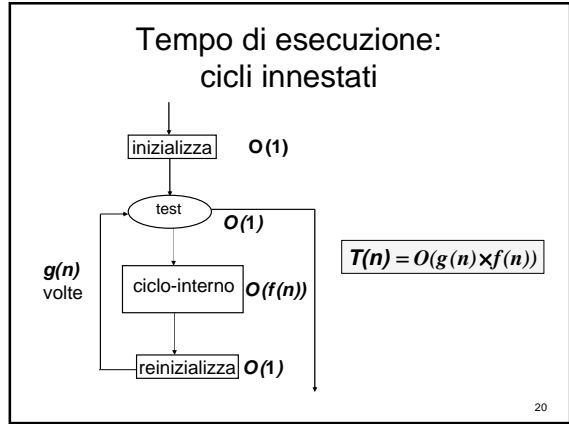 Tempo di esecuzione:
cicli innestati
inizializza O(1)
test
O(1)
g(n)
volte
ciclo-interno O(f(n))
T(n) = O(g(n)×f(n))
reinizializza O(1)
20